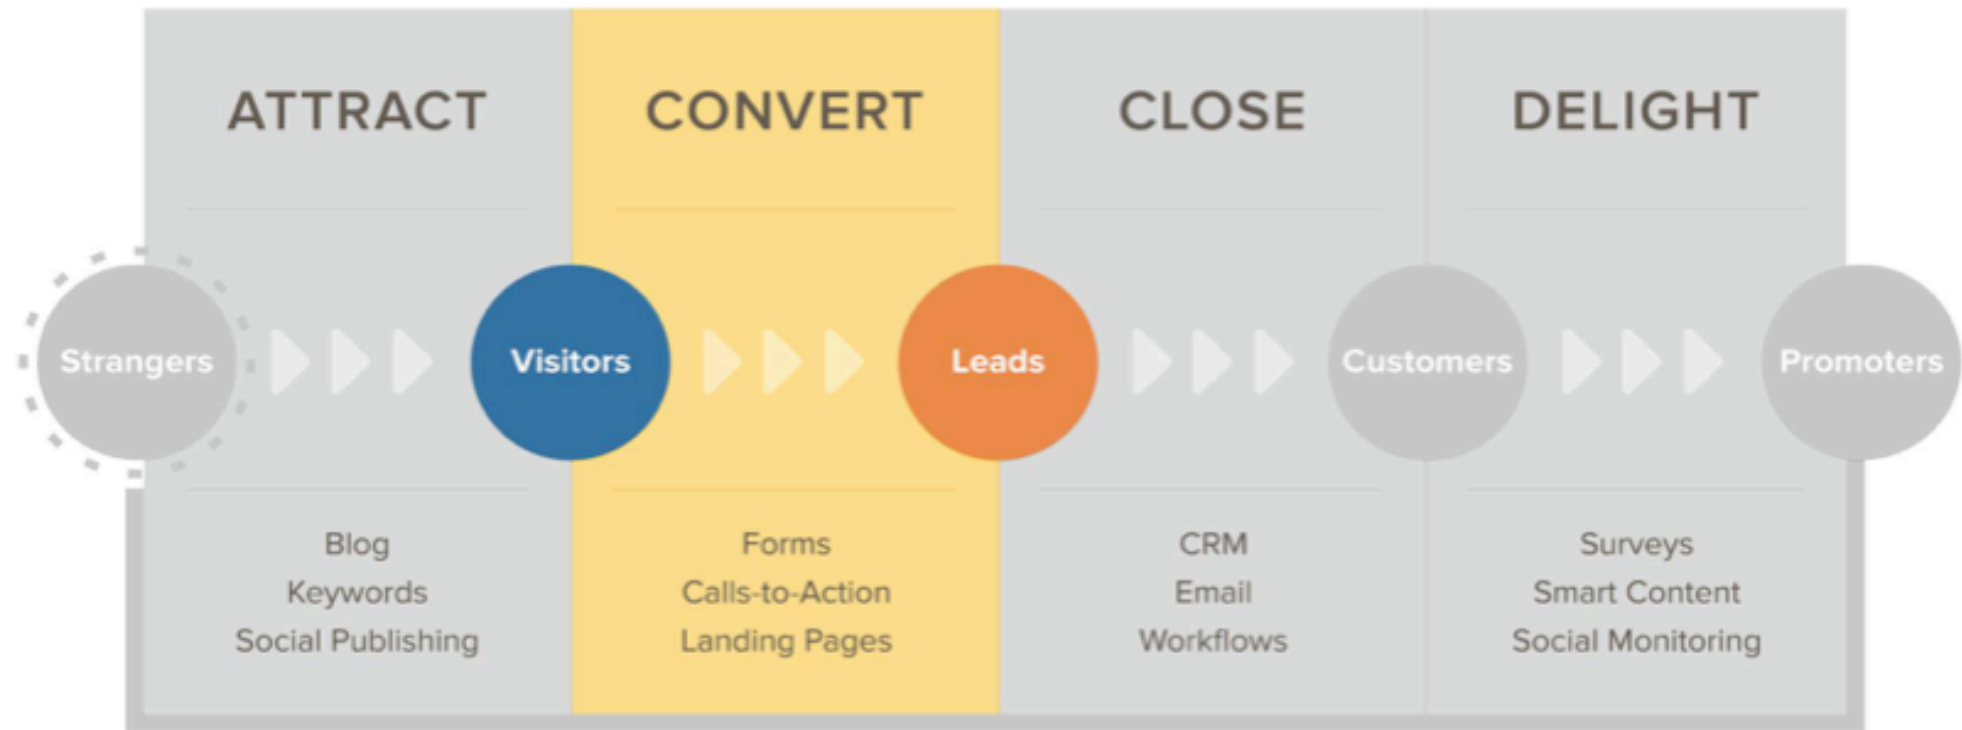 ATTRACT
CONVERT
CLOSE
DELIGHT
Strangers
Visitors
Leads
Customers
Promoters
Blog
Keywords
Social Publishing
Forms
Calls-to-Action
Landing Pages
CRM
Email
Workflows
Surveys
Smart Content
Social Monitoring